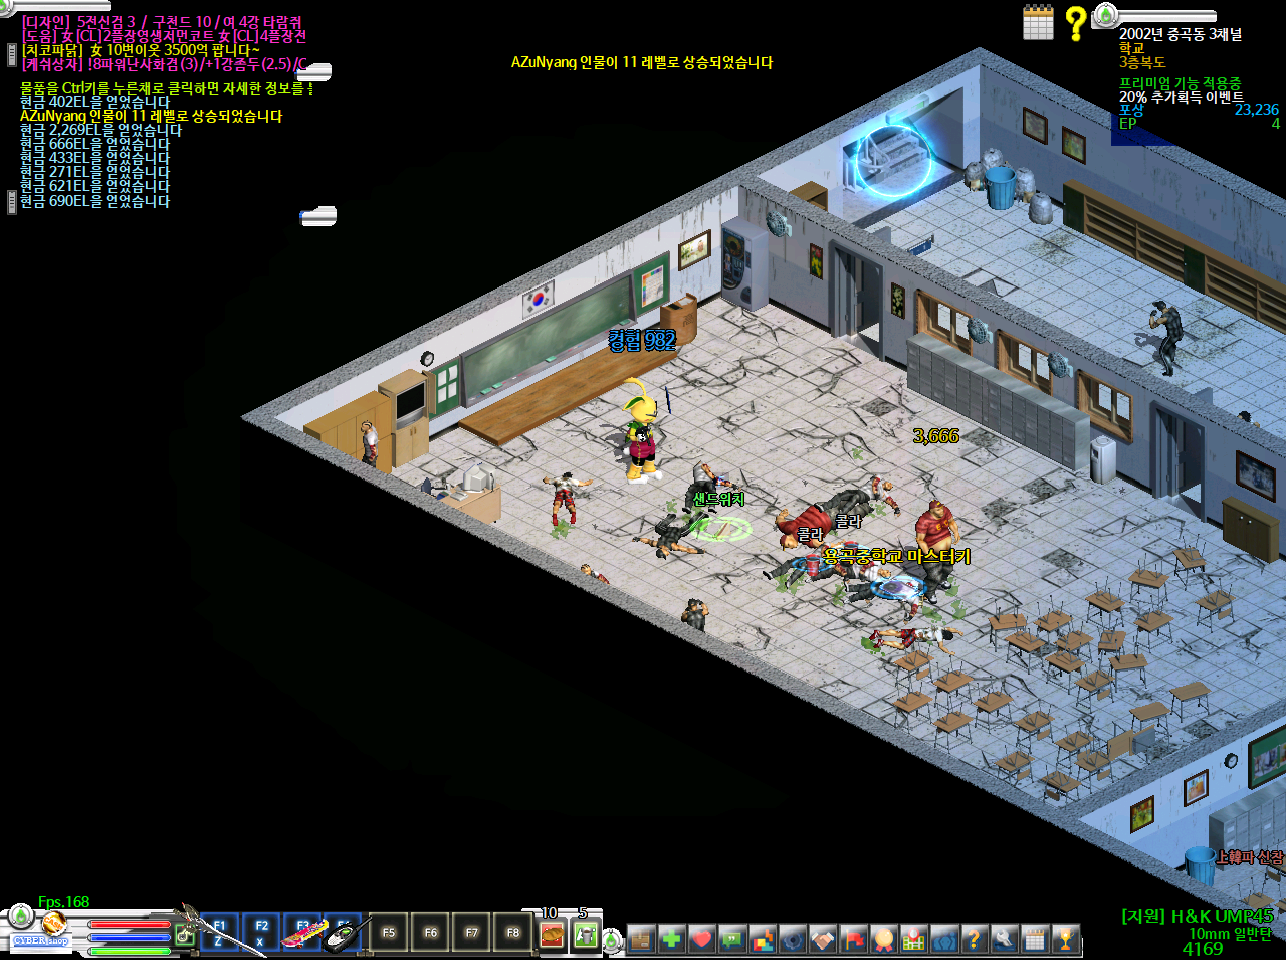 [디자인] 5전신검 3 / 구천드 10 / 여 4강 타람쥐
[도움] 女[CL]2플장영생저먼코트 女[CL]4플장전
[치코파닭] 女 10변이옷 3500억 팝니다~
[케쉬상자] !8파워난사화검(3)/+1강좀두(2.5)/C
물품을 Ctrl키를 누른채로 클릭하면 자세한 정보를
현금 402EL을 얻었습니다
AZuNyang 인물이 11 레벨로 상승되었습니다
현금 2,269EL을 얻었습니다
현금 666EL을 얻었습니다
현금 433EL을 얻었습니다
현금 271EL을 얻었습니다
현금 621EL을 얻었습니다
현금 690EL을 얻었습니다
AZuNyang 인물이 11 레벨로 상승되었습니다
2002년 중곡동 3채널
학교
3층복도
프리미엄 기능 적용중
20% 추가획득 이벤트
포상 23,236
EP 4
경험 982
3,666
샌드위치
콜라
콜라
용곡중학교 마스터키
上韓파 신참
Fps.168
CYBER shop
F1 Z
F2 X
F3
F4
F5
F6
F7
F8
10
5
[지원] H&K UMP45
10mm 일반탄
4169